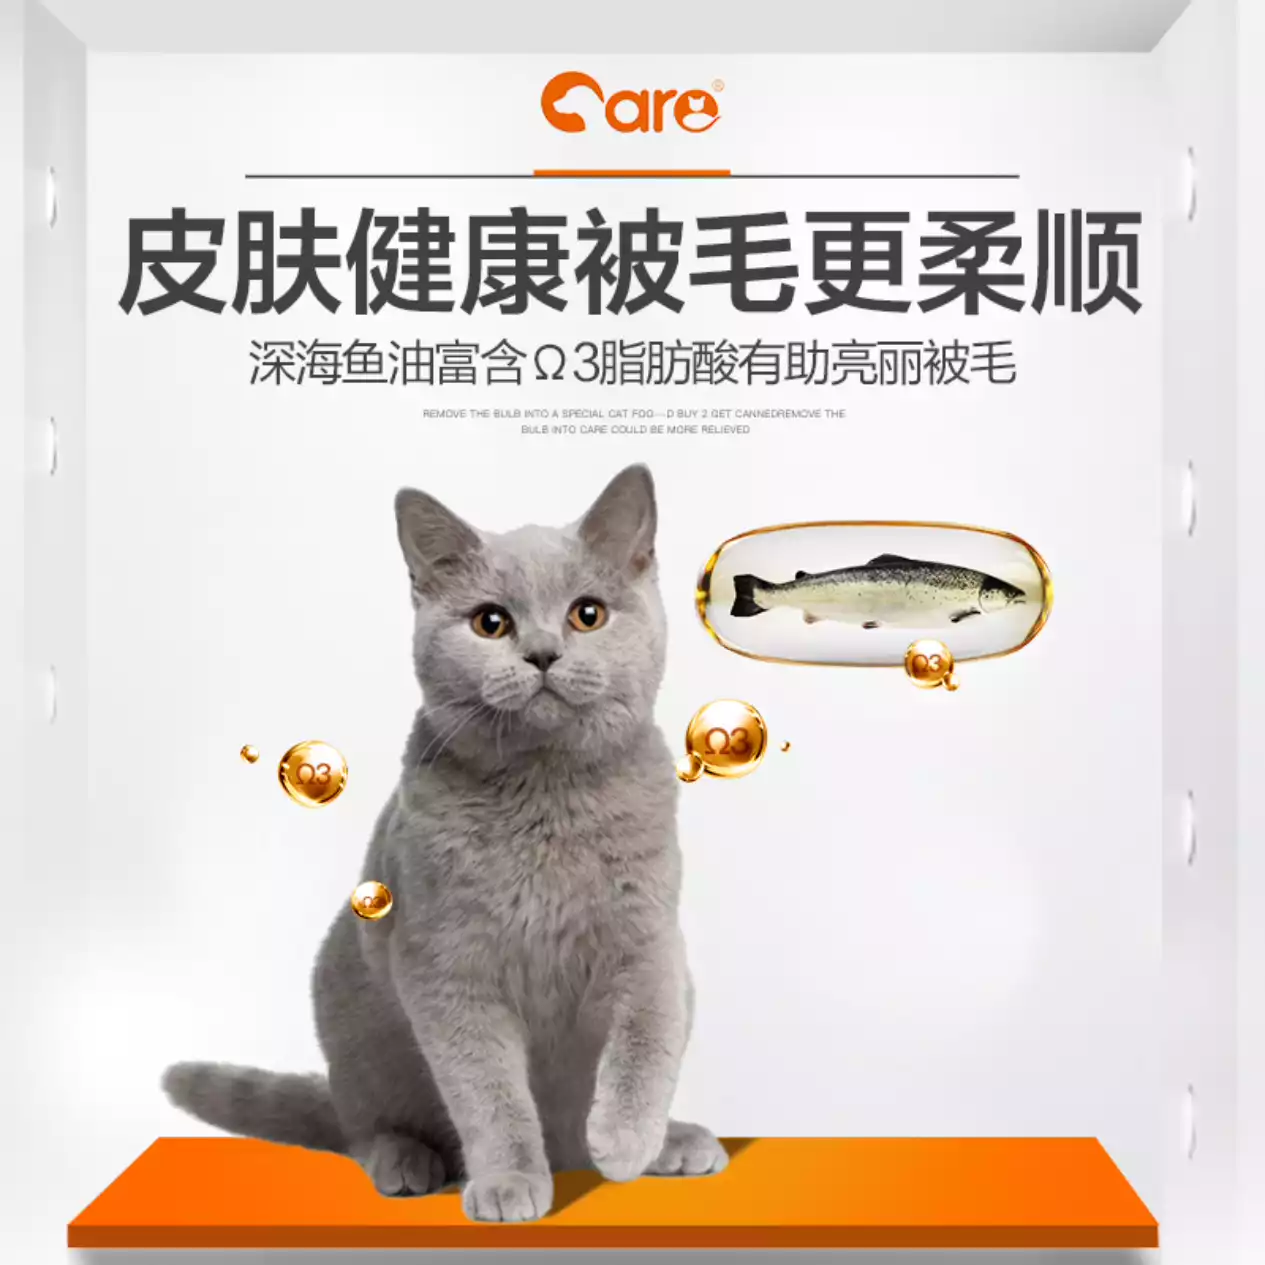 Care®
皮肤健康被毛更柔顺
深海鱼油富含Ω3脂肪酸有助亮丽被毛
REMOVE THE BULB INTO A SPECIAL CAT FOO---D BUY 2 GET CANNEDREMOVE THE
BULB INTO CARE COULD BE MORE RELIEVED
Ω3
Ω3
Ω3